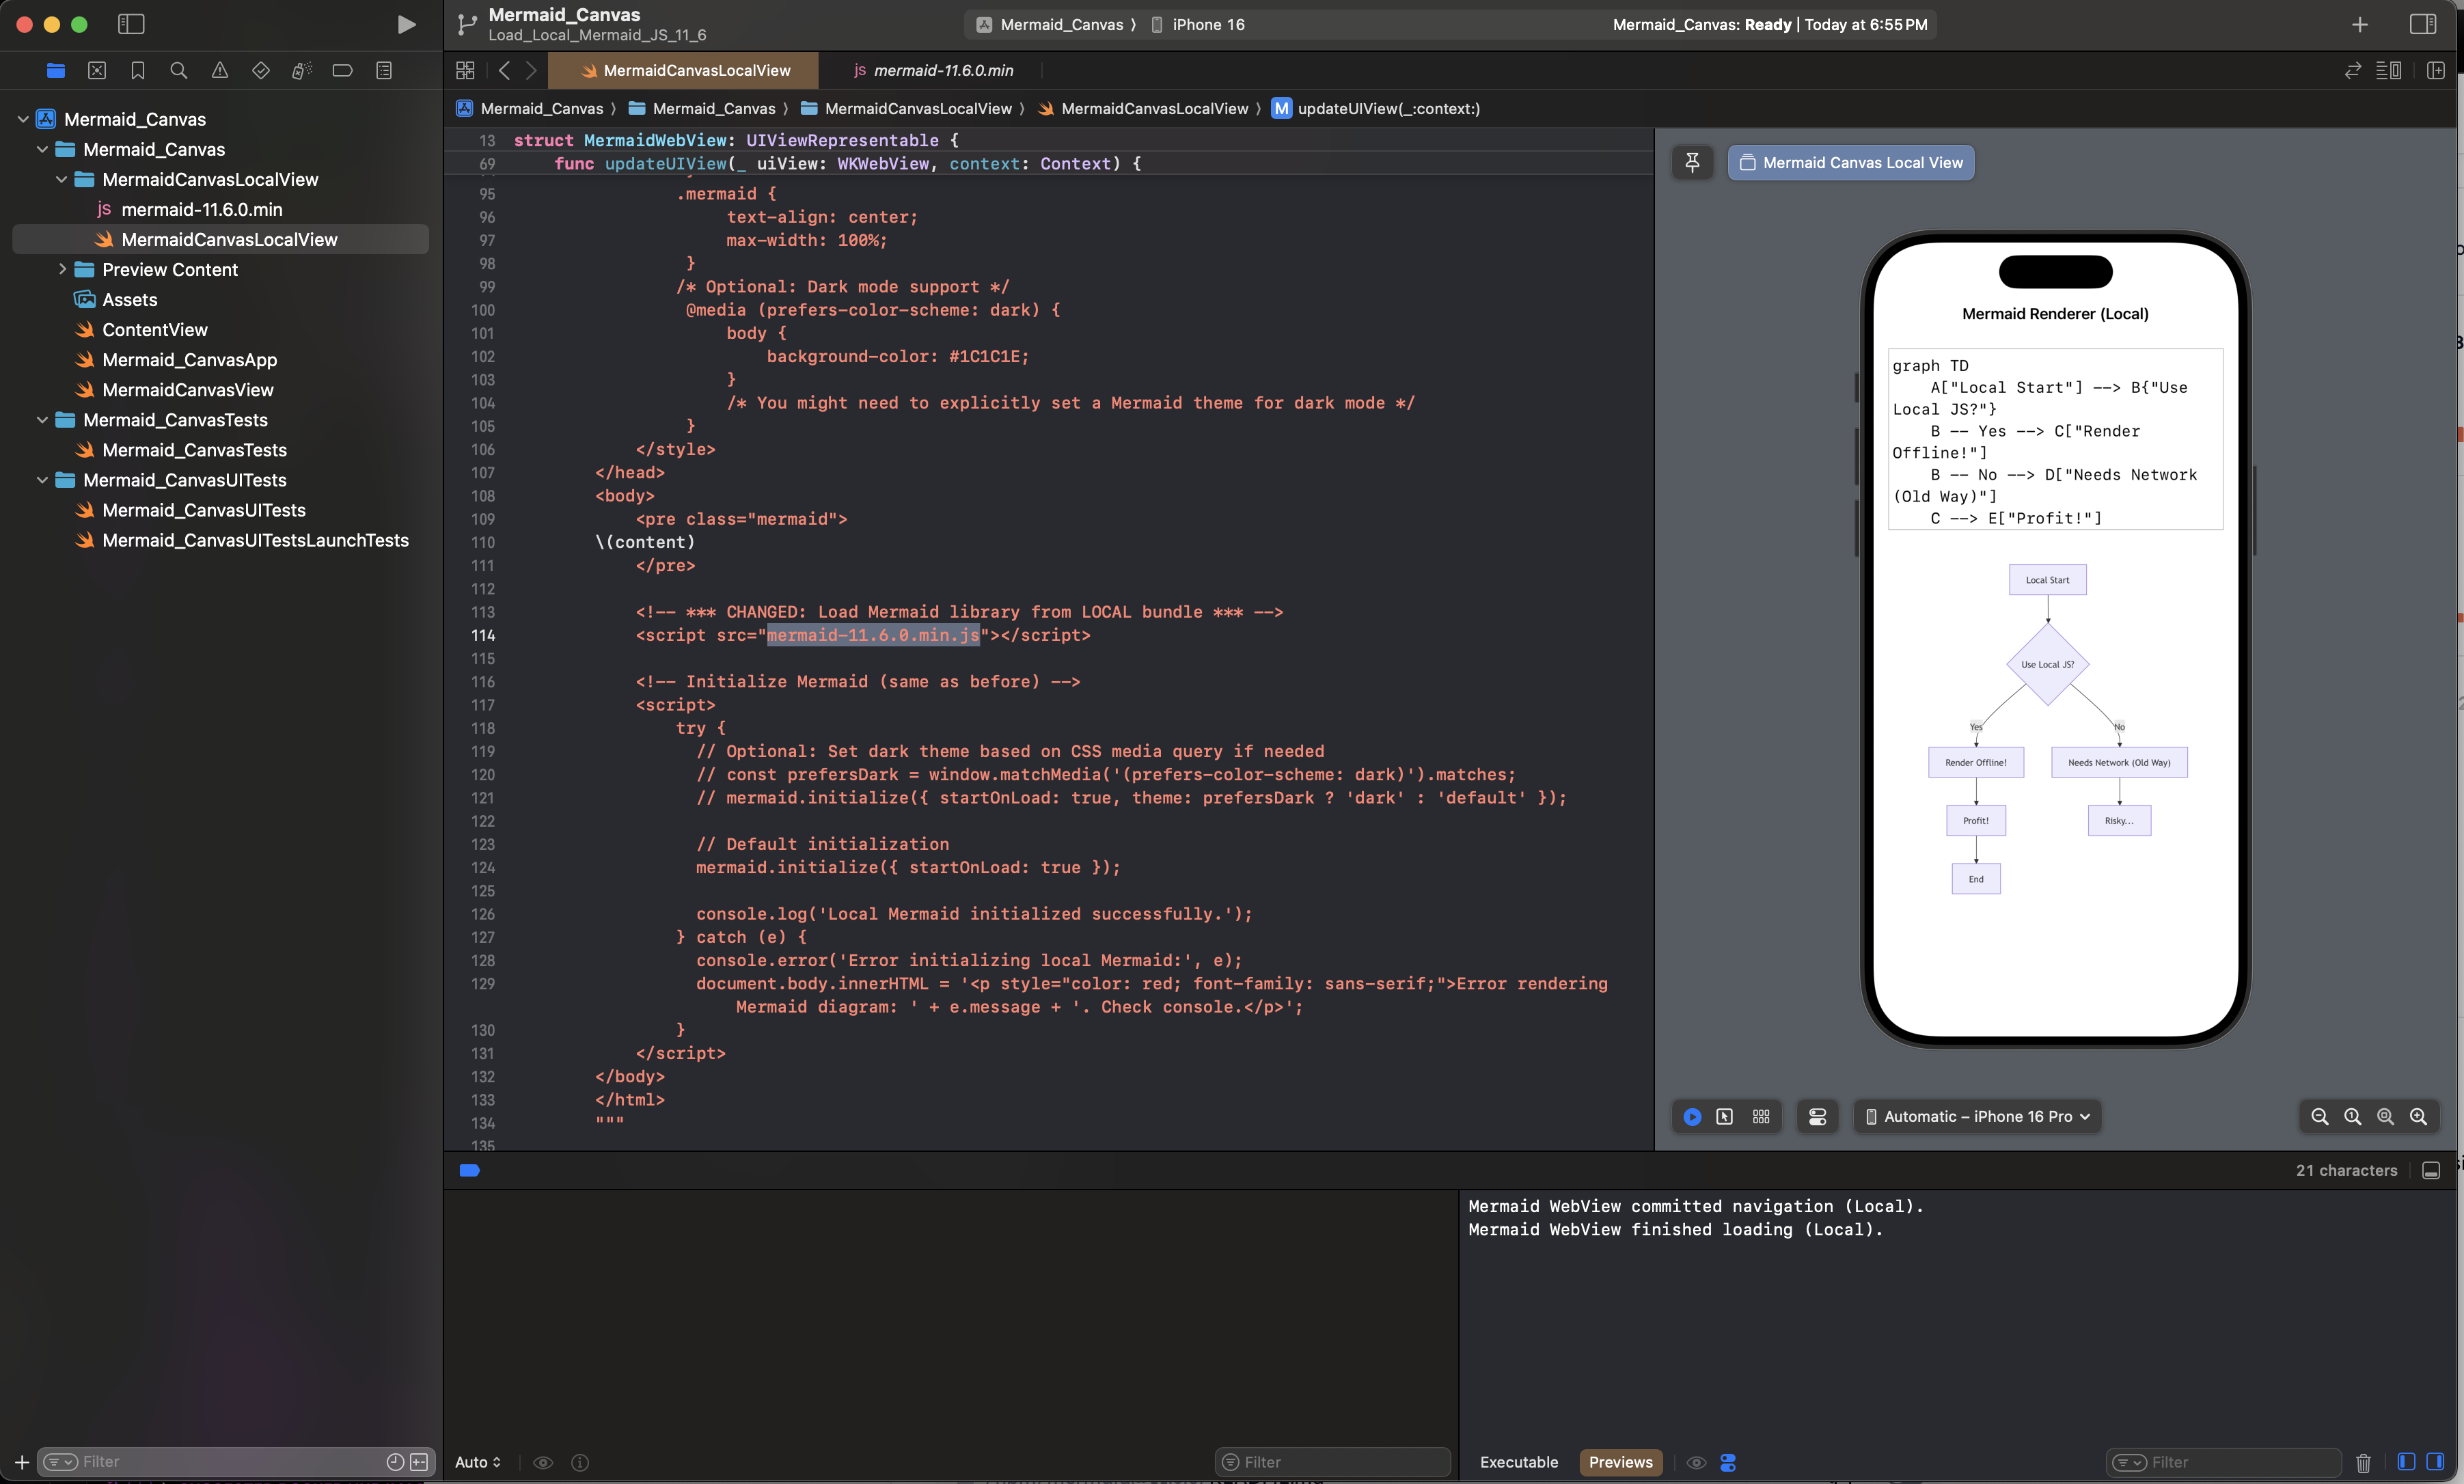 Mermaid_Canvas
Load_Local_Mermaid_JS_11_6
Mermaid_Canvas 〉 iPhone 16
Mermaid_Canvas: Ready | Today at 6:55 PM
MermaidCanvasLocalView
JS mermaid-11.6.0.min
Mermaid_Canvas 〉 Mermaid_Canvas 〉 MermaidCanvasLocalView 〉 MermaidCanvasLocalView 〉 M updateUIView(_:context:)
Mermaid_Canvas
Mermaid_Canvas
MermaidCanvasLocalView
JS mermaid-11.6.0.min
MermaidCanvasLocalView
Preview Content
Assets
ContentView
Mermaid_CanvasApp
MermaidCanvasView
Mermaid_CanvasTests
Mermaid_CanvasTests
Mermaid_CanvasUITests
Mermaid_CanvasUITests
Mermaid_CanvasUITestsLaunchTests
Filter
13 struct MermaidWebView: UIViewRepresentable {
69 func updateUIView(_ uiView: WKWebView, context: Context) {
95 .mermaid {
96 text-align: center;
97 max-width: 100%;
98 }
99 /* Optional: Dark mode support */
100 @media (prefers-color-scheme: dark) {
101 body {
102 background-color: #1C1C1E;
103 }
104 /* You might need to explicitly set a Mermaid theme for dark mode */
105 }
106 </style>
107 </head>
108 <body>
109 <pre class="mermaid">
110 \(content)
111 </pre>
112
113 <!-- *** CHANGED: Load Mermaid library from LOCAL bundle *** -->
114 <script src="mermaid-11.6.0.min.js"></script>
115
116 <!-- Initialize Mermaid (same as before) -->
117 <script>
118 try {
119 // Optional: Set dark theme based on CSS media query if needed
120 // const prefersDark = window.matchMedia('(prefers-color-scheme: dark)').matches;
121 // mermaid.initialize({ startOnLoad: true, theme: prefersDark ? 'dark' : 'default' });
122
123 // Default initialization
124 mermaid.initialize({ startOnLoad: true });
125
126 console.log('Local Mermaid initialized successfully.');
127 } catch (e) {
128 console.error('Error initializing local Mermaid:', e);
129 document.body.innerHTML = '<p style="color: red; font-family: sans-serif;">Error rendering
Mermaid diagram: ' + e.message + '. Check console.</p>';
130 }
131 </script>
132 </body>
133 </html>
134 """
135
Mermaid Canvas Local View
Mermaid Renderer (Local)
graph TD
A["Local Start"] --> B{"Use
Local JS?"}
B -- Yes --> C["Render
Offline!"]
B -- No --> D["Needs Network
(Old Way)"]
C --> E["Profit!"]
Local Start
Use Local JS?
Yes
No
Render Offline!
Needs Network (Old Way)
Profit!
Risky...
End
Automatic – iPhone 16 Pro
21 characters
Mermaid WebView committed navigation (Local).
Mermaid WebView finished loading (Local).
Auto
Filter
Executable
Previews
Filter